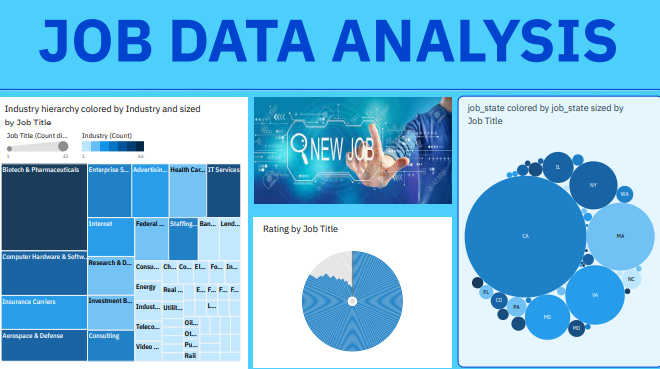 JOB DATA ANALYSIS
Industry hierarchy colored by Industry and sized
by Job Title
Job Title (Count di...
Industry (Count)
1
41
1
66
Biotech & Pharmaceuticals
Enterprise S...
Advertisin...
Health Car...
IT Services
Internet
Federal ...
Staffing...
Ban...
Lend...
Computer Hardware & Softw...
Research & D...
Consu...
Ch...
Co...
El...
Fo...
In...
Energy
Real ...
E...
F...
F...
F...
Insurance Carriers
Investment B...
Indust...
Utilit...
L...
Teleco...
Oil...
Aerospace & Defense
Consulting
Ot...
Video ...
Pu...
Rail
NEW JOB
Rating by Job Title
job_state colored by job_state sized by
Job Title
IL
NY
WA
CA
MA
NC
FL
CO
PA
VA
MD
MO